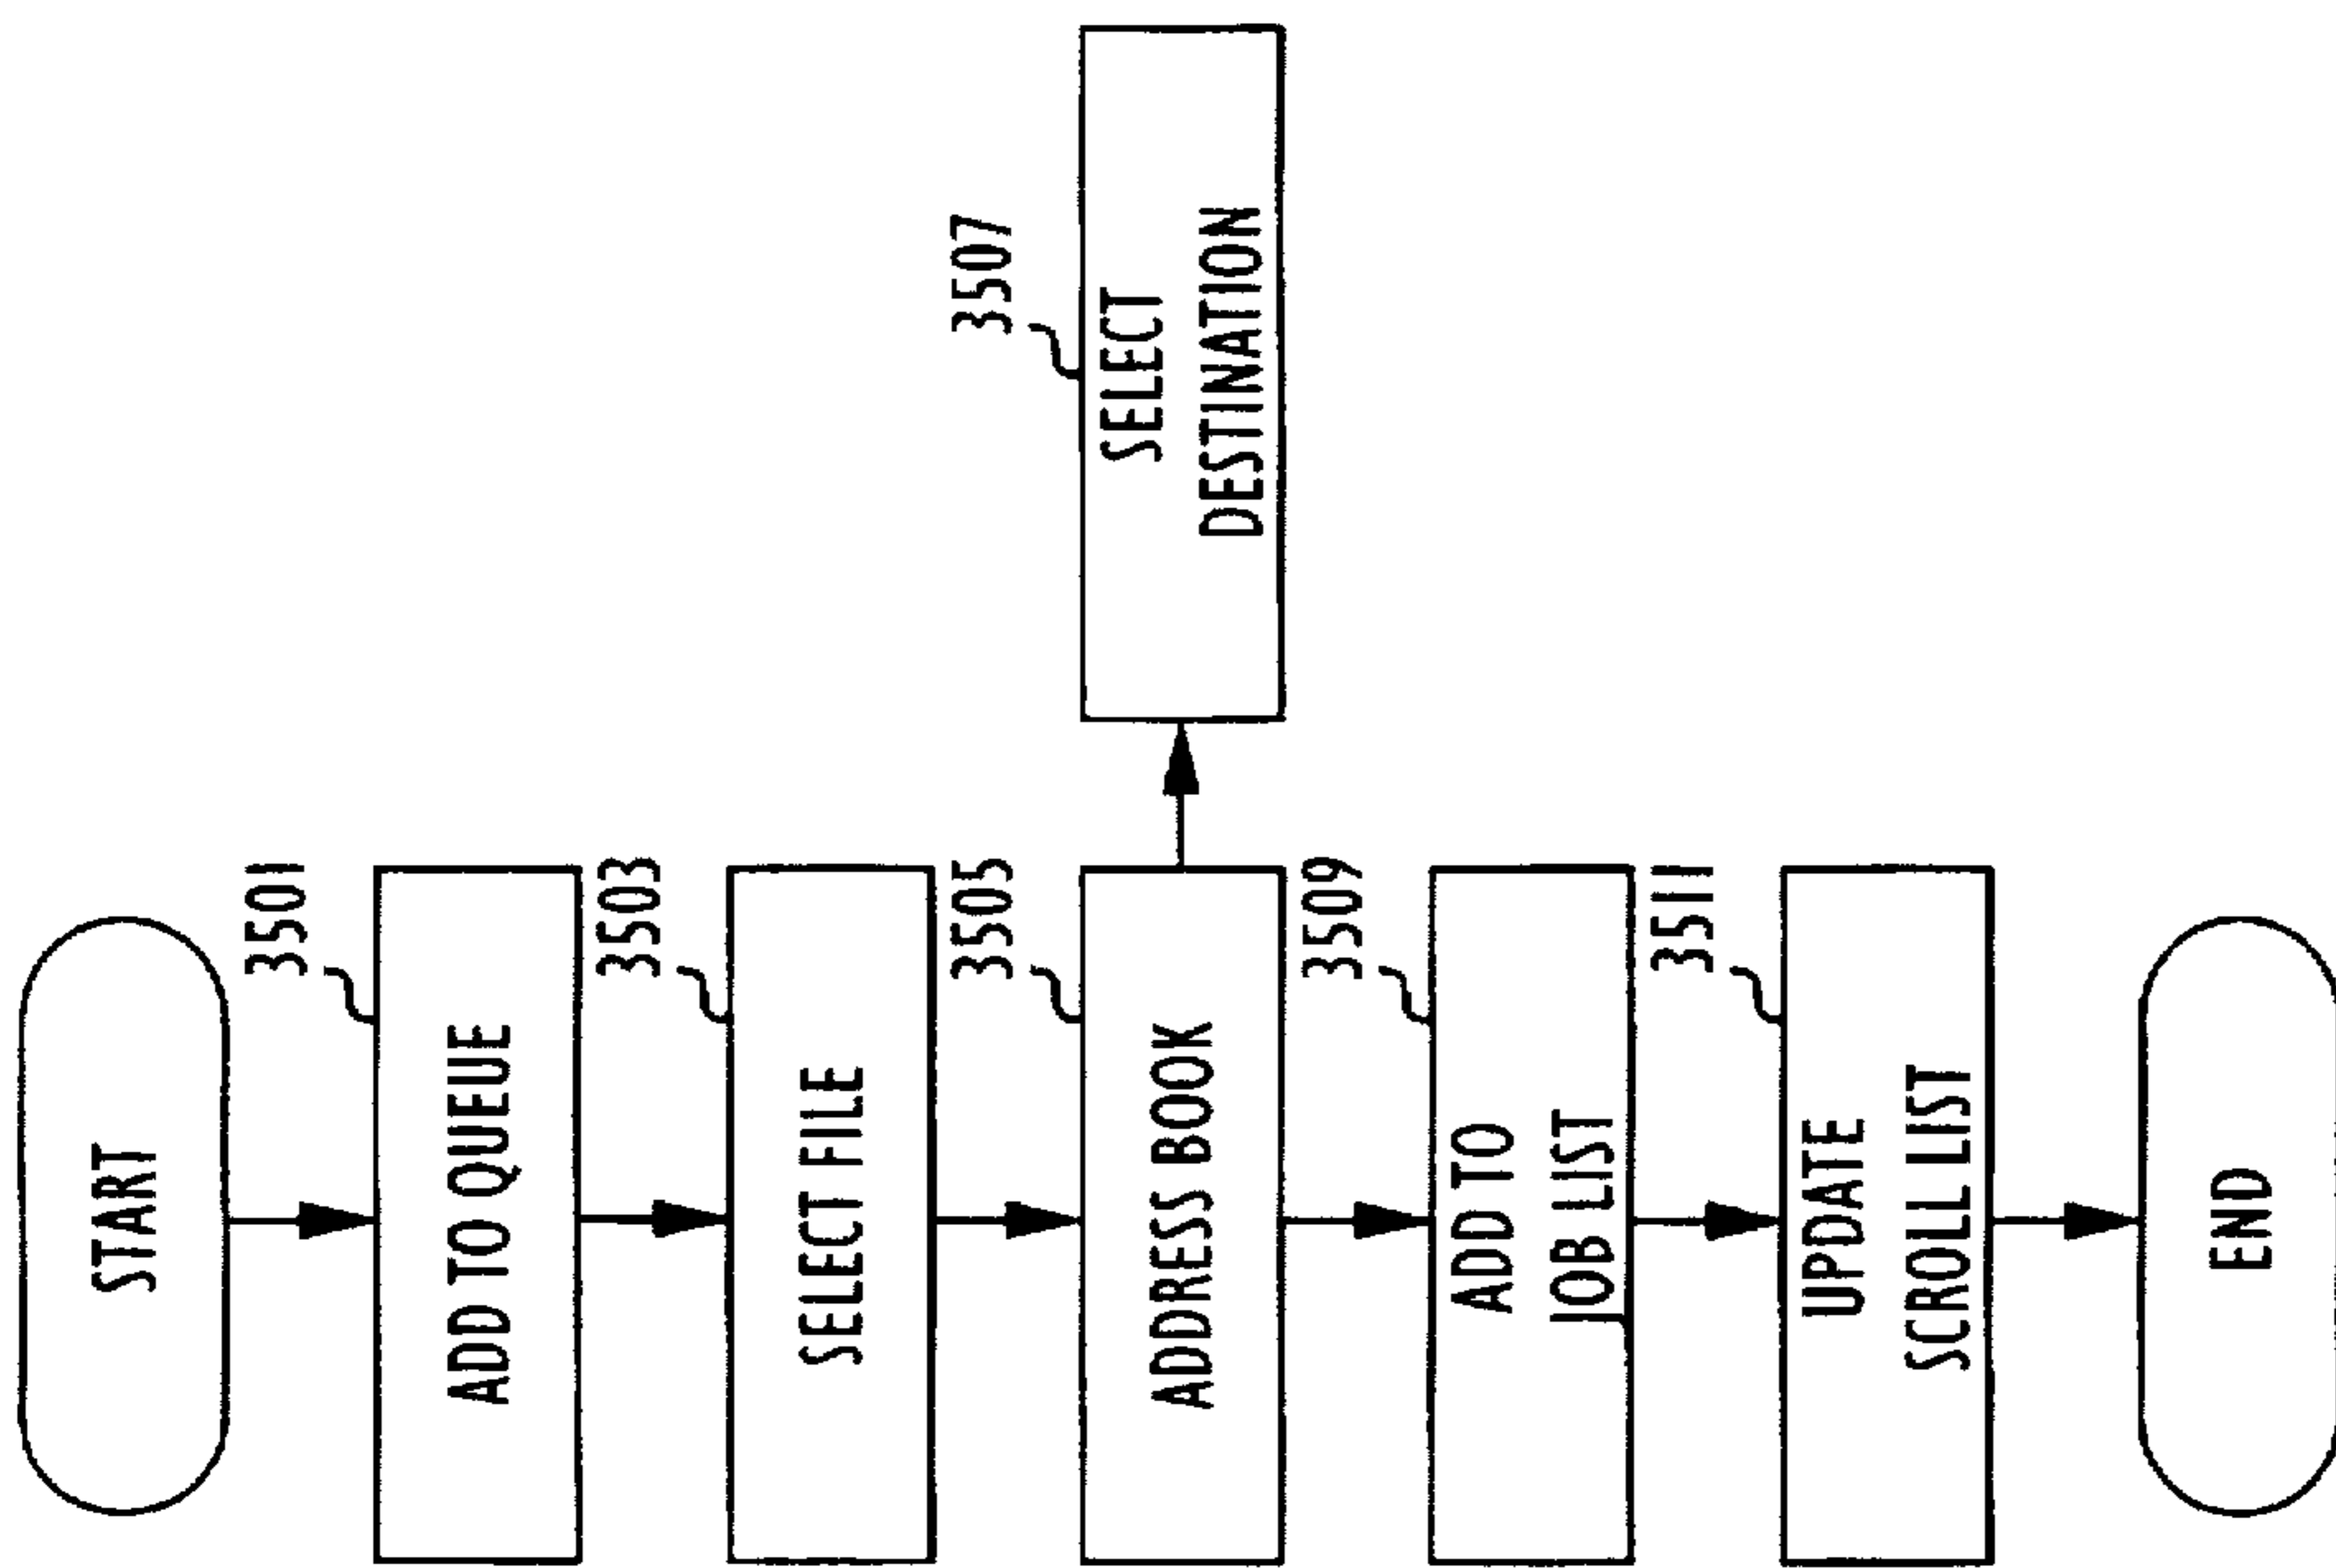 START
3501
ADD TO QUEUE
3503
SELECT FILE
3505
ADDRESS BOOK
3507
SELECT
DESTINATION
3509
ADD TO
JOB LIST
3511
UPDATE
SCROLL LIST
END